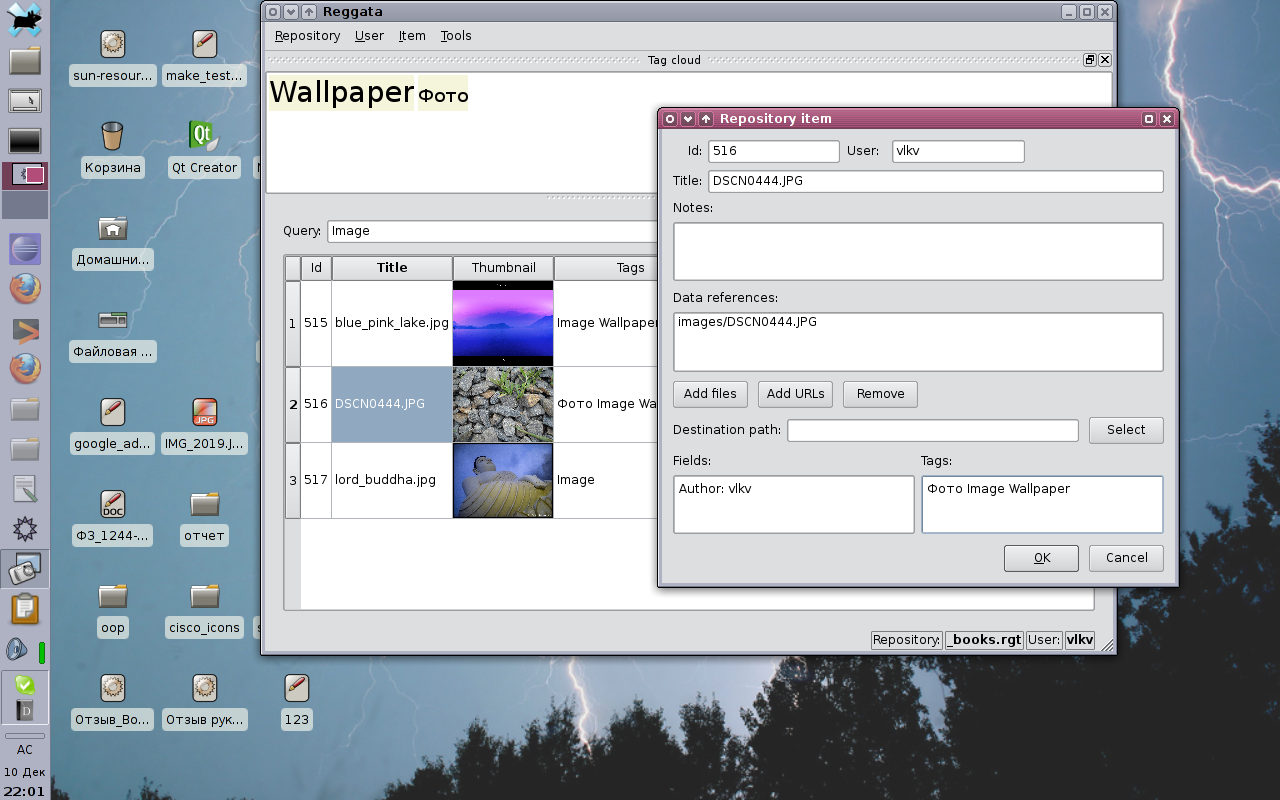 Reggata
Repository User Item Tools
Tag cloud
Wallpaper Фото
Query: Image
Id Title Thumbnail Tags
1 515 blue_pink_lake.jpg Image Wallpaper
2 516 DSCN0444.JPG Фото Image Wa
3 517 lord_buddha.jpg Image
Repository: _books.rgt User: vlkv
Repository item
Id: 516 User: vlkv
Title: DSCN0444.JPG
Notes:
Data references:
images/DSCN0444.JPG
Add files Add URLs Remove
Destination path: Select
Fields: Tags:
Author: vlkv Фото Image Wallpaper
OK Cancel
sun-resour... make_test...
Корзина Qt Creator
Qt
Домашни...
Файловая ...
google_ad... IMG_2019.J...
JPG
DOC
ФЗ_1244-... отчет
oop cisco_icons
Отзыв_Во... Отзыв рук... 123
D
АС
10 Дек
22:01